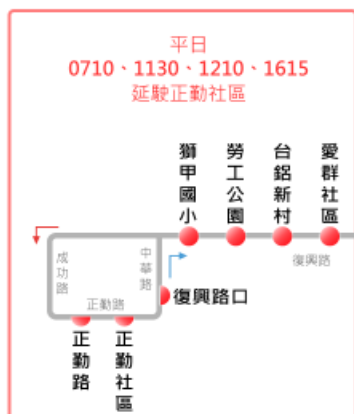 平日
0710、1130、1210、1615
延駛正勤社區
獅甲國小
勞工公園
台鋁新村
愛群社區
成功路
中華路
復興路
正勤路
復興路口
正勤路
正勤社區